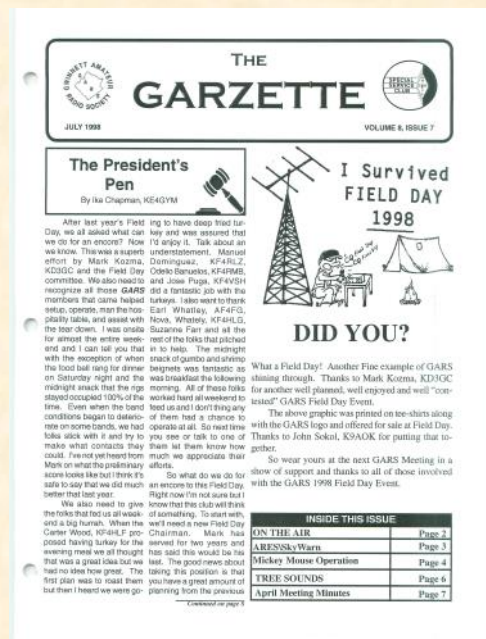 THE
GARZETTE
GWINNETT AMATEUR
RADIO SOCIETY
SPECIAL
SERVICE
CLUB
JULY 1998
VOLUME 8, ISSUE 7
The President's
Pen
By Ike Chapman, KE4GYM
After last year's Field
Day, we all asked what can
we do for an encore? Now
we know. This was a superb
effort by Mark Kozma,
KD3GC and the Field Day
committee. We also need to
recognize all those GARS
members that came helped
setup, operate, man the hos-
pitality table, and assist with
the tear down. I was onsite
for almost the entire week-
end and I can tell you that
with the exception of when
the food bell rang for dinner
on Saturday night and the
midnight snack that the rigs
stayed occupied 100% of the
time. Even when the band
conditions began to deterio-
rate on some bands, we had
folks stick with it and try to
make what contacts they
could. I've not yet heard from
Mark on what the preliminary
score looks like but I think it's
safe to say that we did much
better that last year.
We also need to give
the folks that fed us all week-
end a big hurrah. When the
Carter Wood, KF4HLF pro-
posed having turkey for the
evening meal we all thought
that was a great idea but we
had no idea how great. The
first plan was to roast them
but then I heard we were go-
ing to have deep fried tur-
key and was assured that
I'd enjoy it. Talk about an
understatement. Manuel
Deminguez, KF4RLZ,
Odello Banuelos, KF4RMB,
and Jose Puga, KF4VSH
did a fantastic job with the
turkeys. I also want to thank
Earl Whatley, AF4FG,
Nova, Whately, KF4HLG,
Suzanne Farr and all the
rest of the folks that pitched
in to help. The midnight
snack of gumbo and shrimp
beignets was fantastic as
was breakfast the following
morning. All of these folks
worked hard all weekend to
feed us and I don't thing any
of them had a chance to
operate at all. So next time
you see or talk to one of
them let them know how
much we appreciate their
efforts.
So what do we do for
an encore to this Field Day.
Right now I'm not sure but I
know that this club will think
of something. To start with,
we'll need a new Field Day
Chairman. Mark has
served for two years and
has said this would be his
last. The good news about
taking this position is that
you have a great amount of
planning from the previous
Continued on page 8
I Survived
FIELD DAY
1998
DID YOU?
What a Field Day! Another Fine example of GARS
shining through. Thanks to Mark Kozma, KD3GC
for another well planned, well enjoyed and well "con-
tested" GARS Field Day Event.
The above graphic was printed on tee-shirts along
with the GARS logo and offered for sale at Field Day.
Thanks to John Sokol, K9AOK for putting that to-
gether.
So wear yours at the next GARS Meeting in a
show of support and thanks to all of those involved
with the GARS 1998 Field Day Event.
INSIDE THIS ISSUE
ON THE AIR Page 2
ARES\SkyWarn Page 3
Mickey Mouse Operation Page 4
TREE SOUNDS Page 6
April Meeting Minutes Page 7